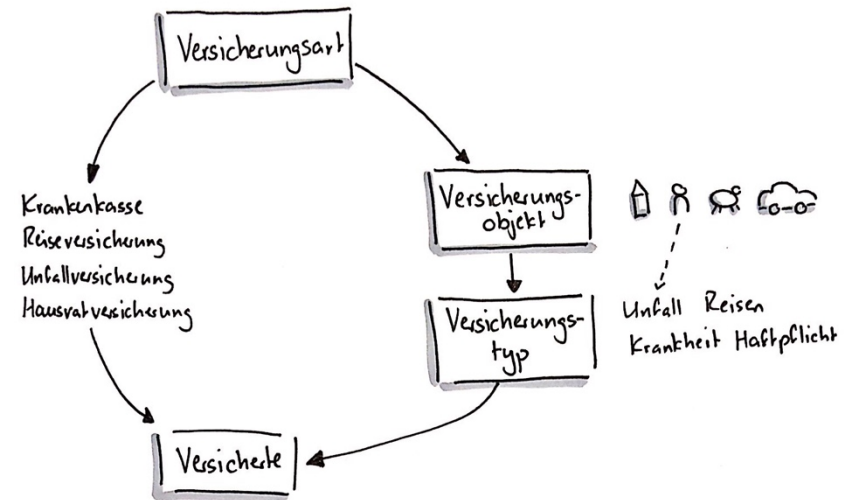 Versicherungsart
Krankenkasse
Reiseversicherung
Unfallversicherung
Hausratversicherung
Versicherungs-
objekt
Versicherungs-
typ
Unfall Reisen
Krankheit Haftpflicht
Versicherte